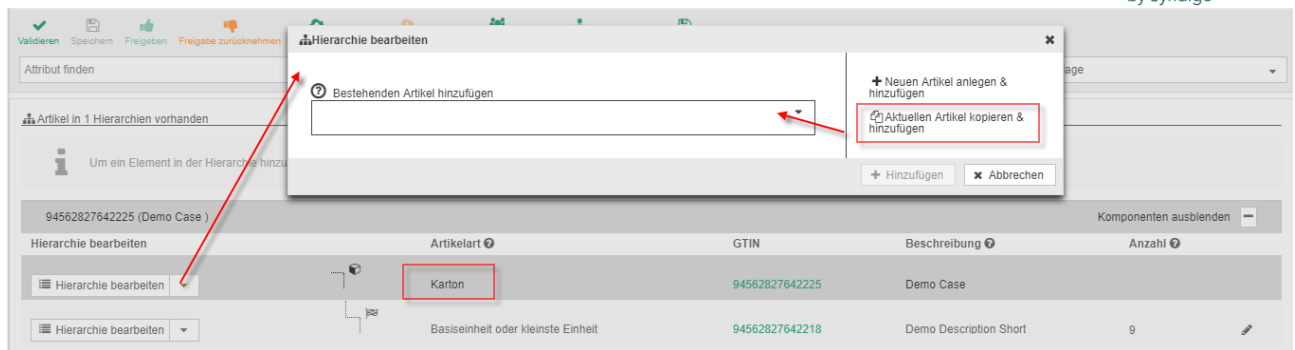 by Syndigo
Validieren Speichern Freigeben Freigabe zurücknehmen
Hierarchie bearbeiten
Attribut finden
age
Bestehenden Artikel hinzufügen
Neuen Artikel anlegen &
hinzufügen
Aktuellen Artikel kopieren &
hinzufügen
Artikel in 1 Hierarchien vorhanden
Um ein Element in der Hierarchie hinzu
Hinzufügen Abbrechen
94562827642225 (Demo Case ) Komponenten ausblenden
Hierarchie bearbeiten Artikelart GTIN Beschreibung Anzahl
Hierarchie bearbeiten Karton 94562827642225 Demo Case
Hierarchie bearbeiten Basiseinheit oder kleinste Einheit 94562827642218 Demo Description Short 9